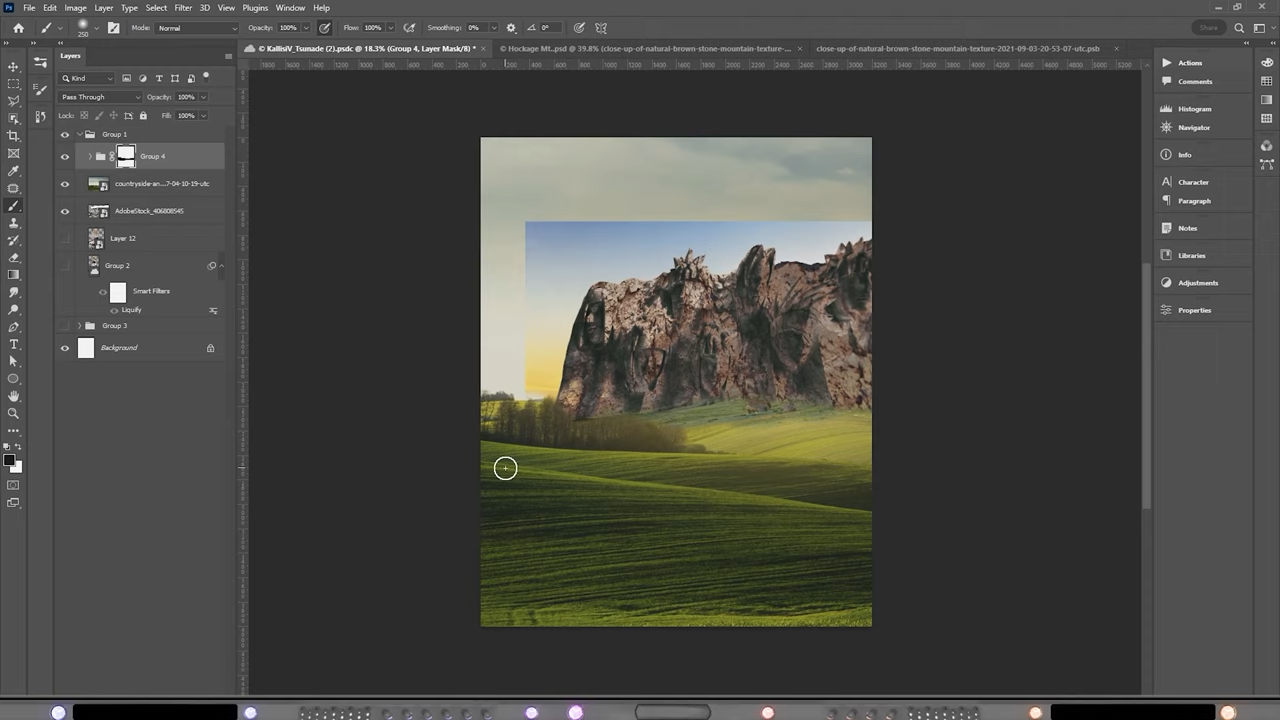 Ps File Edit Image Layer Type Select Filter 3D View Plugins Window Help
250 Mode: Normal Opacity: 100% Flow: 100% Smoothing: 0% 0° Share
© KallisiV_Tsumade (2).psdc @ 18.3% (Group 4, Layer Mask/8) * × © Hockage Mt..psd @ 39.8% (close-up-of-natural-brown-stone-mountain-texture-... × close-up-of-natural-brown-stone-mountain-texture-2021-09-03-20-53-07-utc.psb ×
Layers
Kind
Pass Through Opacity: 100%
Lock: Fill: 100%
Group 1
Group 4
countryside-an...7-04-10-19-utc
AdobeStock_406808545
Layer 12
Group 2
Smart Filters
Liquify
Group 3
Background
Actions
Comments
Histogram
Navigator
Info
Character
Paragraph
Notes
Libraries
Adjustments
Properties